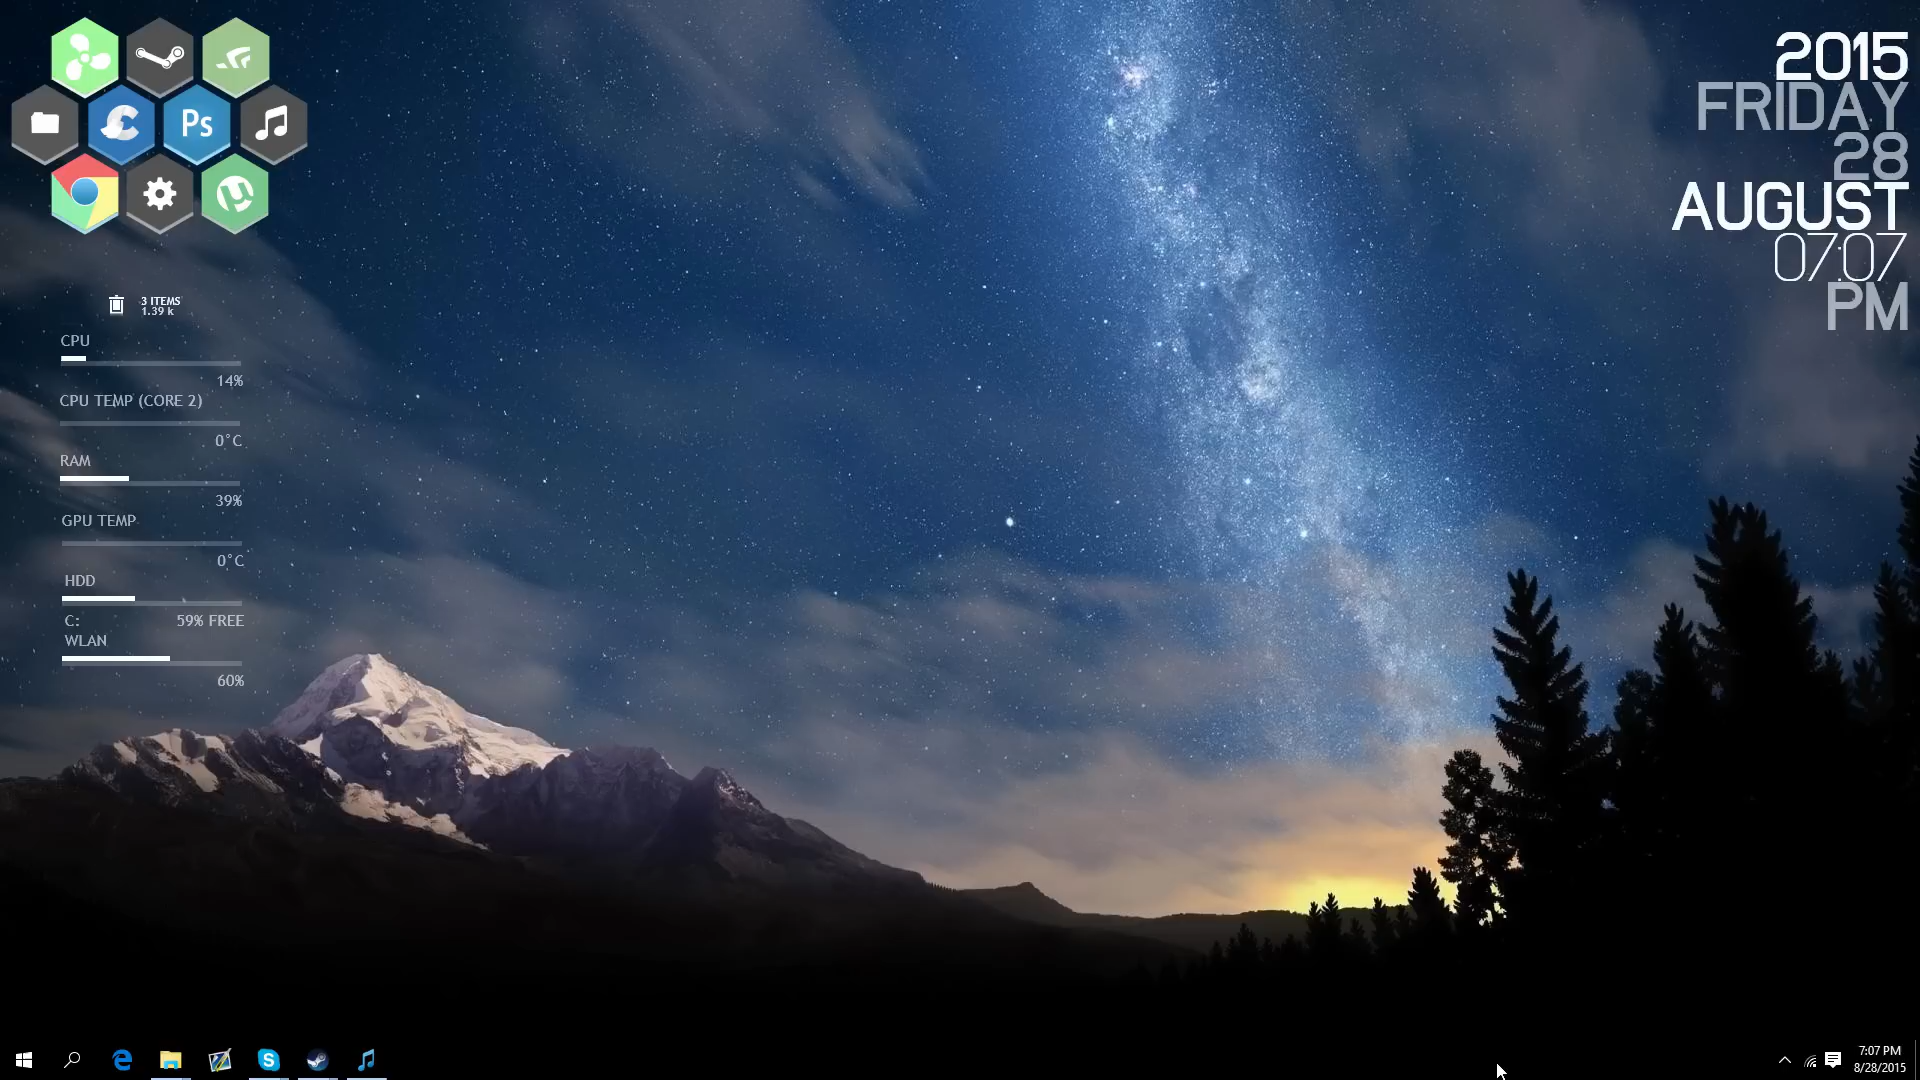 Ps
3 ITEMS
1.39 k
CPU
14%
CPU TEMP (CORE 2)
0°C
RAM
39%
GPU TEMP
0°C
HDD
C: 59% FREE
WLAN
60%
2015
FRIDAY
28
AUGUST
07:07
PM
7:07 PM
8/28/2015